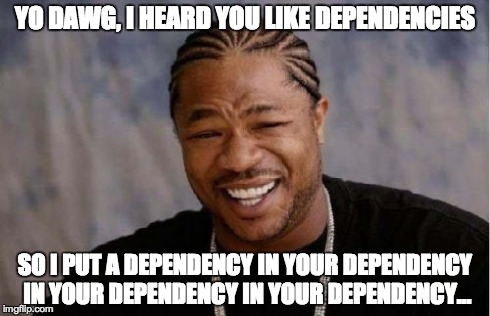 YO DAWG, I HEARD YOU LIKE DEPENDENCIES
SO I PUT A DEPENDENCY IN YOUR DEPENDENCY
IN YOUR DEPENDENCY IN YOUR DEPENDENCY...
imgflip.com